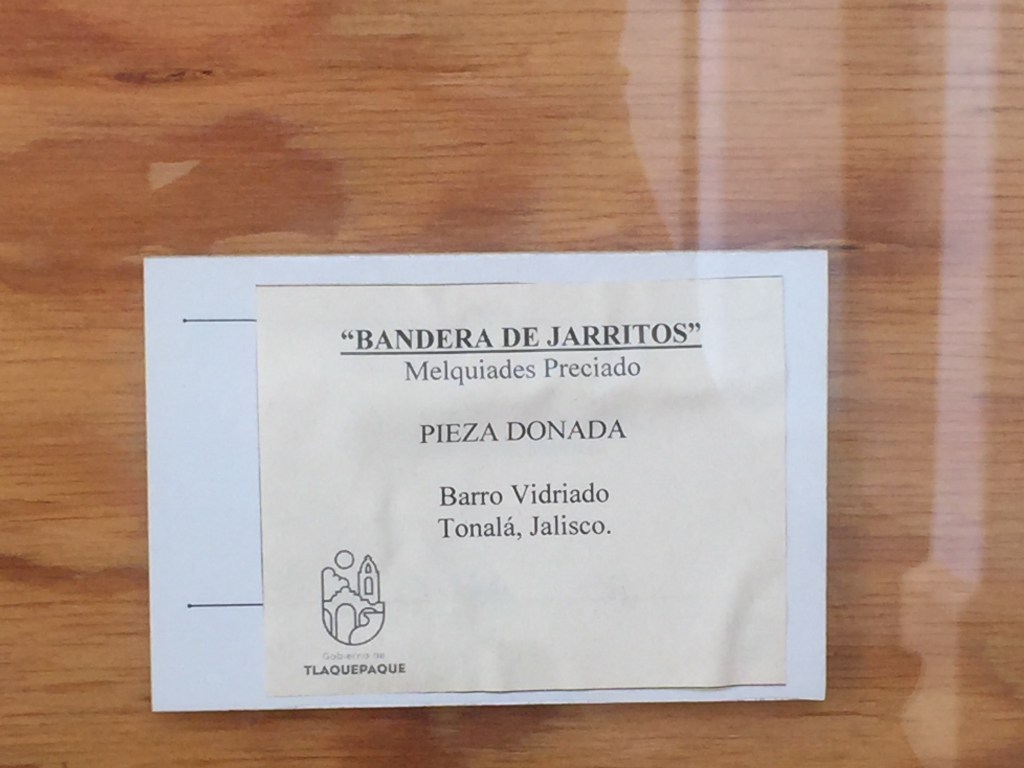 “BANDERA DE JARRITOS”
Melquiades Preciado
PIEZA DONADA
Barro Vidriado
Tonalá, Jalisco.
Gobierno de
TLAQUEPAQUE